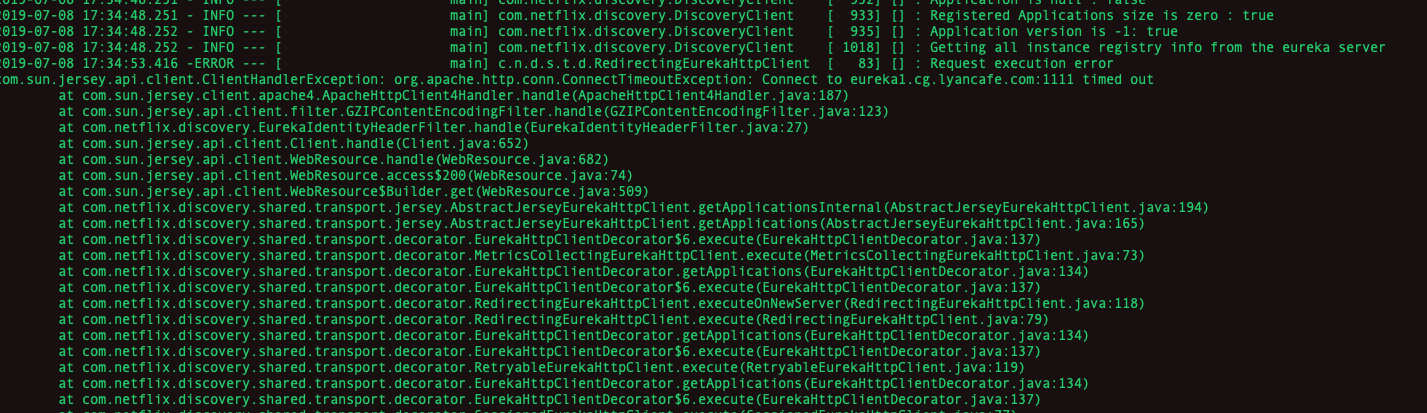 2019-07-08 17:34:48.251 - INFO --- [ main] com.netflix.discovery.DiscoveryClient [ 932] [] : Application is null : false
2019-07-08 17:34:48.252 - INFO --- [ main] com.netflix.DiscoveryClient [ 933] [] : Registered Applications size is zero : true
2019-07-08 17:34:48.252 - INFO --- [ main] com.netflix.DiscoveryClient [ 935] [] : Application version is -1: true
2019-07-08 17:34:48.252 - INFO --- [ main] com.netflix.DiscoveryClient [ 1018] [] : Getting all instance registry info from the eureka server
2019-07-08 17:34:53.416 -ERROR --- [ main] c.n.d.s.t.d.RedirectingEurekaHttpClient [ 83] [] : Request execution error
com.sun.jersey.api.client.ClientHandlerException: org.apache.http.conn.ConnectTimeoutException: Connect to eureka1.cg.lyancafe.com:1111 timed out
at com.sun.jersey.client.apache4.ApacheHttpClient4Handler.handle(ApacheHttpClient4Handler.java:187)
at com.sun.jersey.api.client.filter.GZIPContentEncodingFilter.handle(GZIPContentEncodingFilter.java:123)
at com.netflix.discovery.EurekaIdentityHeaderFilter.handle(EurekaIdentityHeaderFilter.java:27)
at com.sun.jersey.api.client.Client.handle(Client.java:652)
at com.sun.jersey.api.client.WebResource.handle(WebResource.java:682)
at com.sun.jersey.api.client.WebResource.access$200(WebResource.java:74)
at com.sun.jersey.api.client.WebResource$Builder.get(WebResource.java:509)
at com.netflix.discovery.shared.transport.jersey.AbstractJerseyEurekaHttpClient.getApplicationsInternal(AbstractJerseyEurekaHttpClient.java:194)
at com.netflix.discovery.shared.transport.jersey.AbstractJerseyEurekaHttpClient.getApplications(AbstractJerseyEurekaHttpClient.java:165)
at com.netflix.discovery.shared.transport.decorator.EurekaHttpClientDecorator$6.execute(EurekaHttpClientDecorator.java:137)
at com.netflix.discovery.shared.transport.decorator.MetricsCollectingEurekaHttpClient.execute(MetricsCollectingEurekaHttpClient.java:73)
at com.netflix.discovery.shared.transport.decorator.EurekaHttpClientDecorator.getApplications(EurekaHttpClientDecorator.java:134)
at com.netflix.discovery.shared.transport.decorator.EurekaHttpClientDecorator$6.execute(EurekaHttpClientDecorator.java:137)
at com.netflix.discovery.shared.transport.decorator.RedirectingEurekaHttpClient.executeOnNewServer(RedirectingEurekaHttpClient.java:118)
at com.netflix.discovery.shared.transport.decorator.RedirectingEurekaHttpClient.execute(RedirectingEurekaHttpClient.java:79)
at com.netflix.discovery.shared.transport.decorator.EurekaHttpClientDecorator.getApplications(EurekaHttpClientDecorator.java:134)
at com.netflix.discovery.shared.transport.decorator.EurekaHttpClientDecorator$6.execute(EurekaHttpClientDecorator.java:137)
at com.netflix.discovery.shared.transport.decorator.RetryableEurekaHttpClient.execute(RetryableEurekaHttpClient.java:119)
at com.netflix.discovery.shared.transport.decorator.EurekaHttpClientDecorator.getApplications(EurekaHttpClientDecorator.java:134)
at com.netflix.discovery.shared.transport.decorator.EurekaHttpClientDecorator$6.execute(EurekaHttpClientDecorator.java:137)
at com.netflix.discovery.shared.transport.decorator.SessionedEurekaHttpClient.execute(SessionedEurekaHttpClient.java:77)